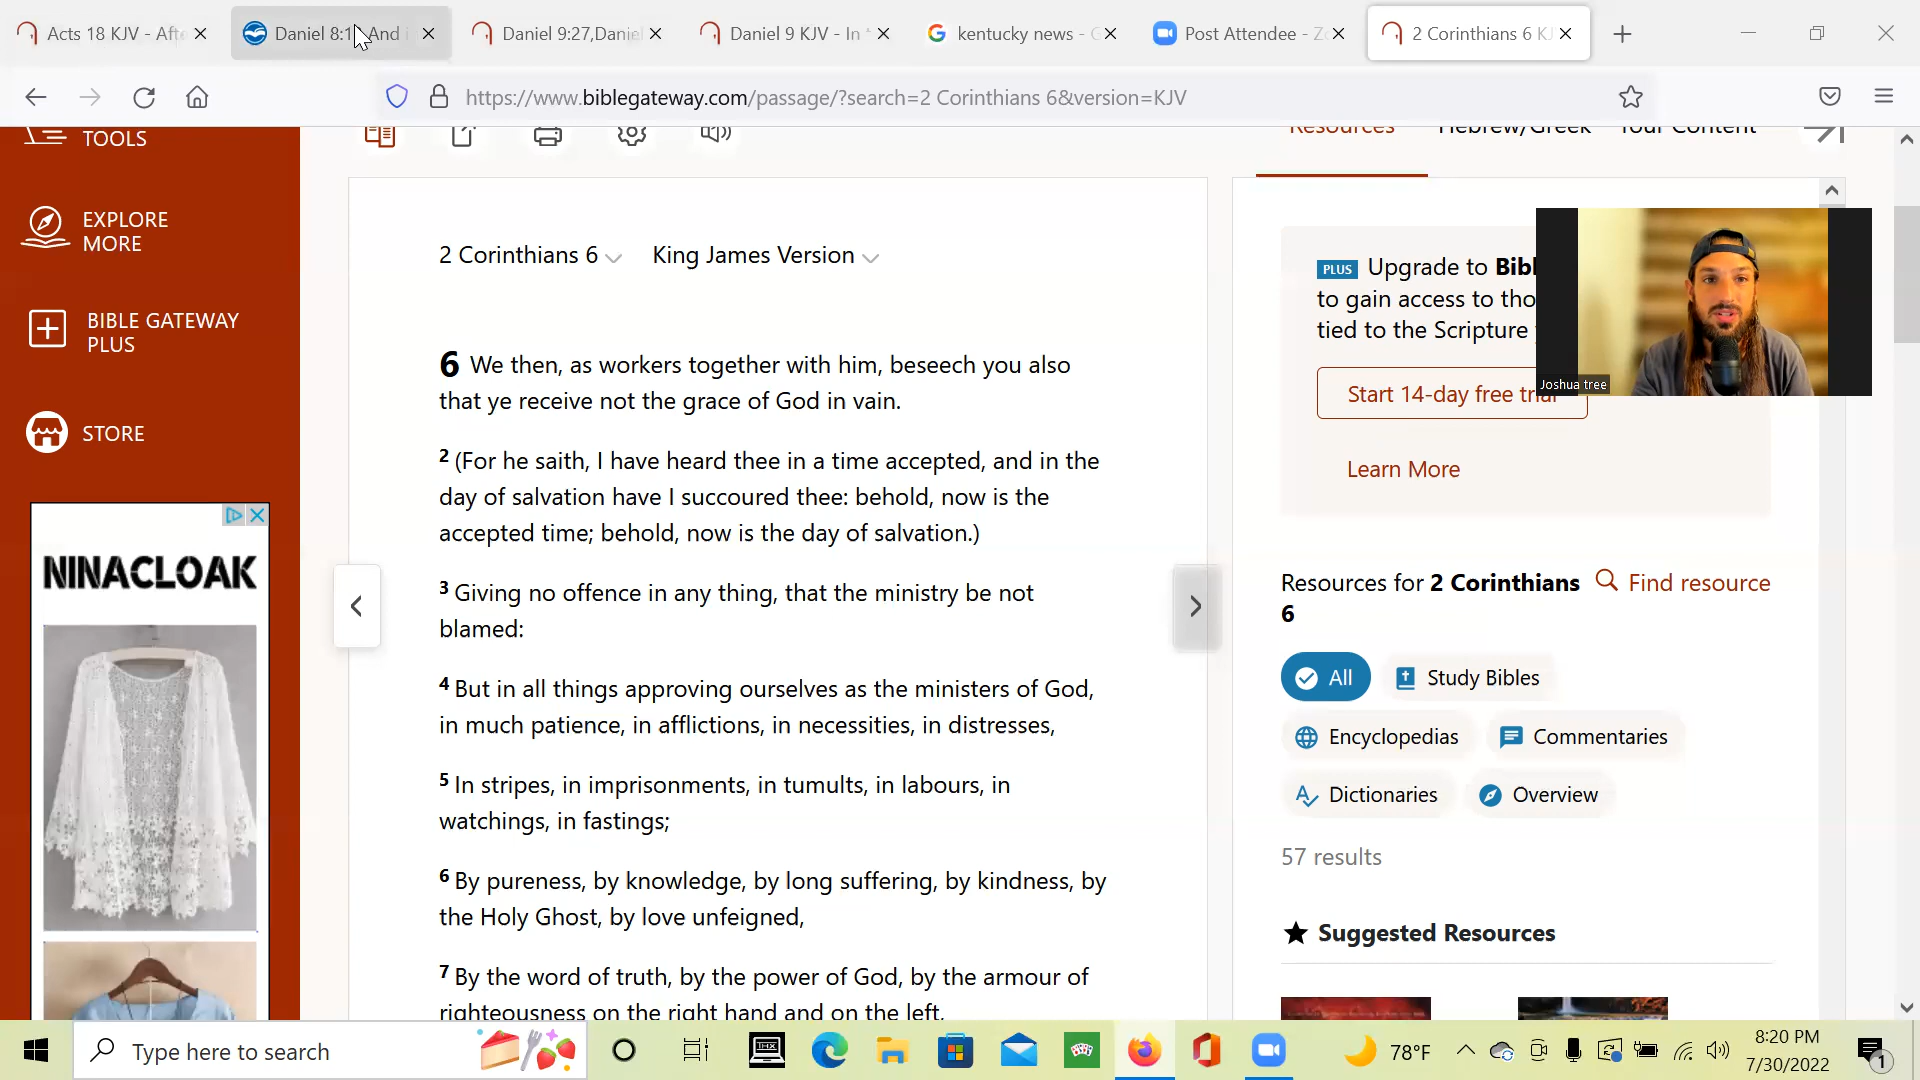 Acts 18 KJV - Afte
Daniel 8:1 And i
Daniel 9:27,Daniel
Daniel 9 KJV - In
kentucky news - G
Post Attendee - Zo
2 Corinthians 6 KJ
https://www.biblegateway.com/passage/?search=2 Corinthians 6&version=KJV
TOOLS
Resources Hebrew/Greek Your Content
EXPLORE
MORE
BIBLE GATEWAY
PLUS
STORE
NINACLOAK
2 Corinthians 6 King James Version
6 We then, as workers together with him, beseech you also
that ye receive not the grace of God in vain.
2 (For he saith, I have heard thee in a time accepted, and in the
day of salvation have I succoured thee: behold, now is the
accepted time; behold, now is the day of salvation.)
3 Giving no offence in any thing, that the ministry be not
blamed:
4 But in all things approving ourselves as the ministers of God,
in much patience, in afflictions, in necessities, in distresses,
5 In stripes, in imprisonments, in tumults, in labours, in
watchings, in fastings;
6 By pureness, by knowledge, by long suffering, by kindness, by
the Holy Ghost, by love unfeigned,
7 By the word of truth, by the power of God, by the armour of
righteousness on the right hand and on the left,
PLUS Upgrade to Bibl
to gain access to tho
tied to the Scripture
Start 14-day free trial
Learn More
Joshua tree
Resources for 2 Corinthians
6
Find resource
All
Study Bibles
Encyclopedias
Commentaries
Dictionaries
Overview
57 results
Suggested Resources
Type here to search
THX
78°F
8:20 PM
7/30/2022
1